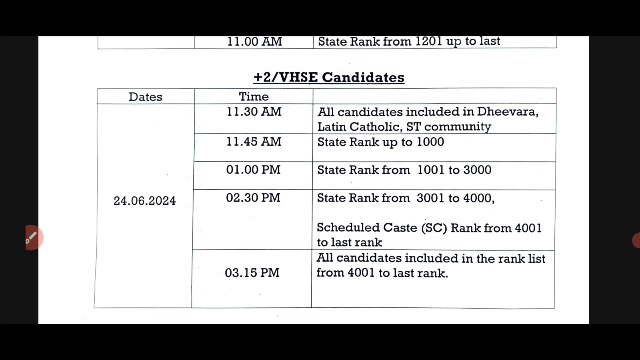 11.00 AM State Rank from 1201 up to last
+2/VHSE Candidates
Dates Time
11.30 AM All candidates included in Dheevara,
Latin Catholic, ST community
11.45 AM State Rank up to 1000
01.00 PM State Rank from 1001 to 3000
24.06.2024 02.30 PM State Rank from 3001 to 4000,
Scheduled Caste (SC) Rank from 4001
to last rank
All candidates included in the rank list
03.15 PM from 4001 to last rank.